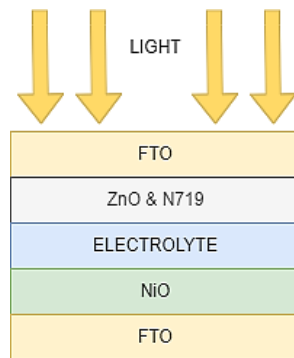 LIGHT
FTO
ZnO & N719
ELECTROLYTE
NiO
FTO